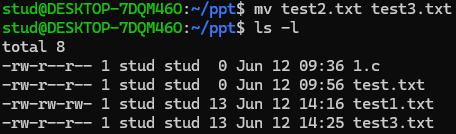 stud@DESKTOP-7DQM46O:~/ppt$ mv test2.txt test3.txt
stud@DESKTOP-7DQM46O:~/ppt$ ls -l
total 8
-rw-r--r-- 1 stud stud  0 Jun 12 09:36 1.c
-rw-r--r-- 1 stud stud  0 Jun 12 09:56 test.txt
-rw-rw-rw- 1 stud stud 13 Jun 12 14:16 test1.txt
-rw-r--r-- 1 stud stud 13 Jun 12 14:25 test3.txt